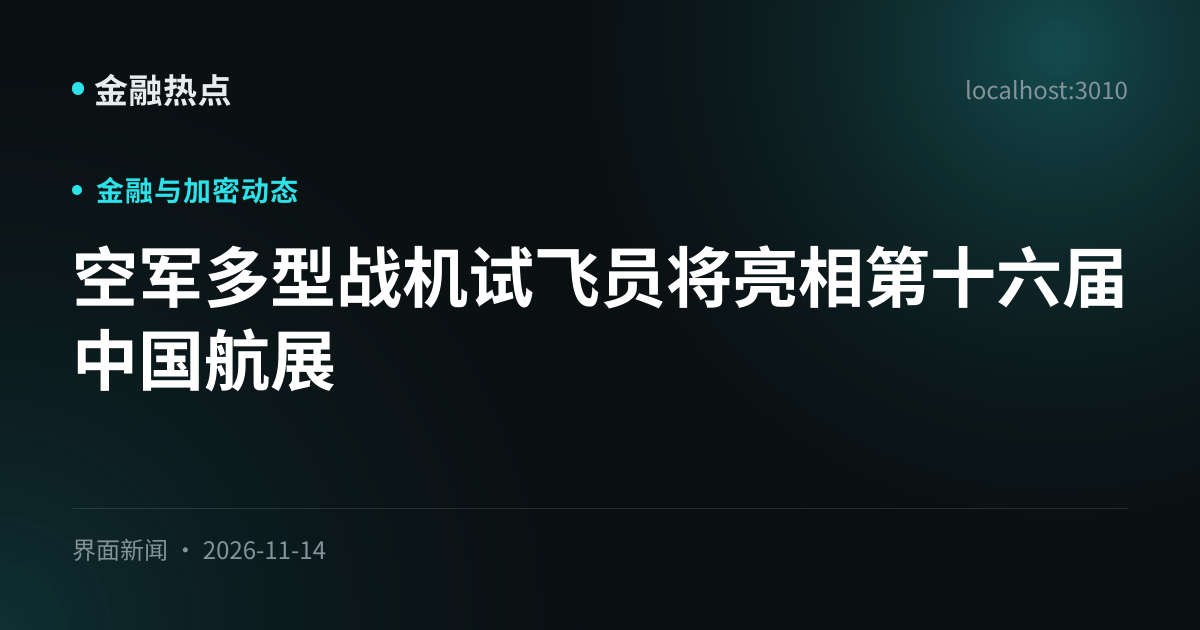 金融热点
localhost:3010
金融与加密动态
空军多型战机试飞员将亮相第十六届
中国航展
界面新闻 • 2026-11-14